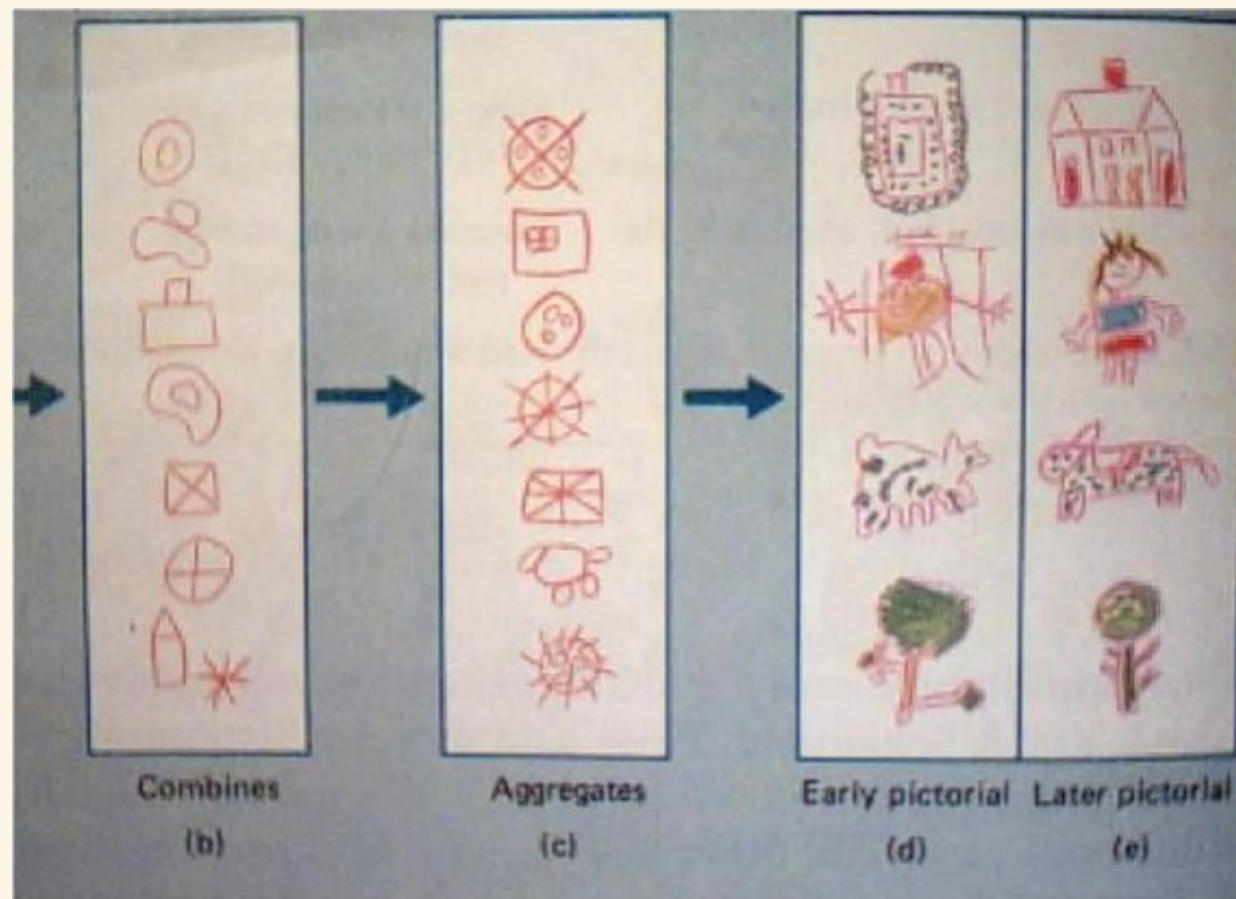 Combines
(b)
Aggregates
(c)
Early pictorial
(d)
Later pictorial
(e)